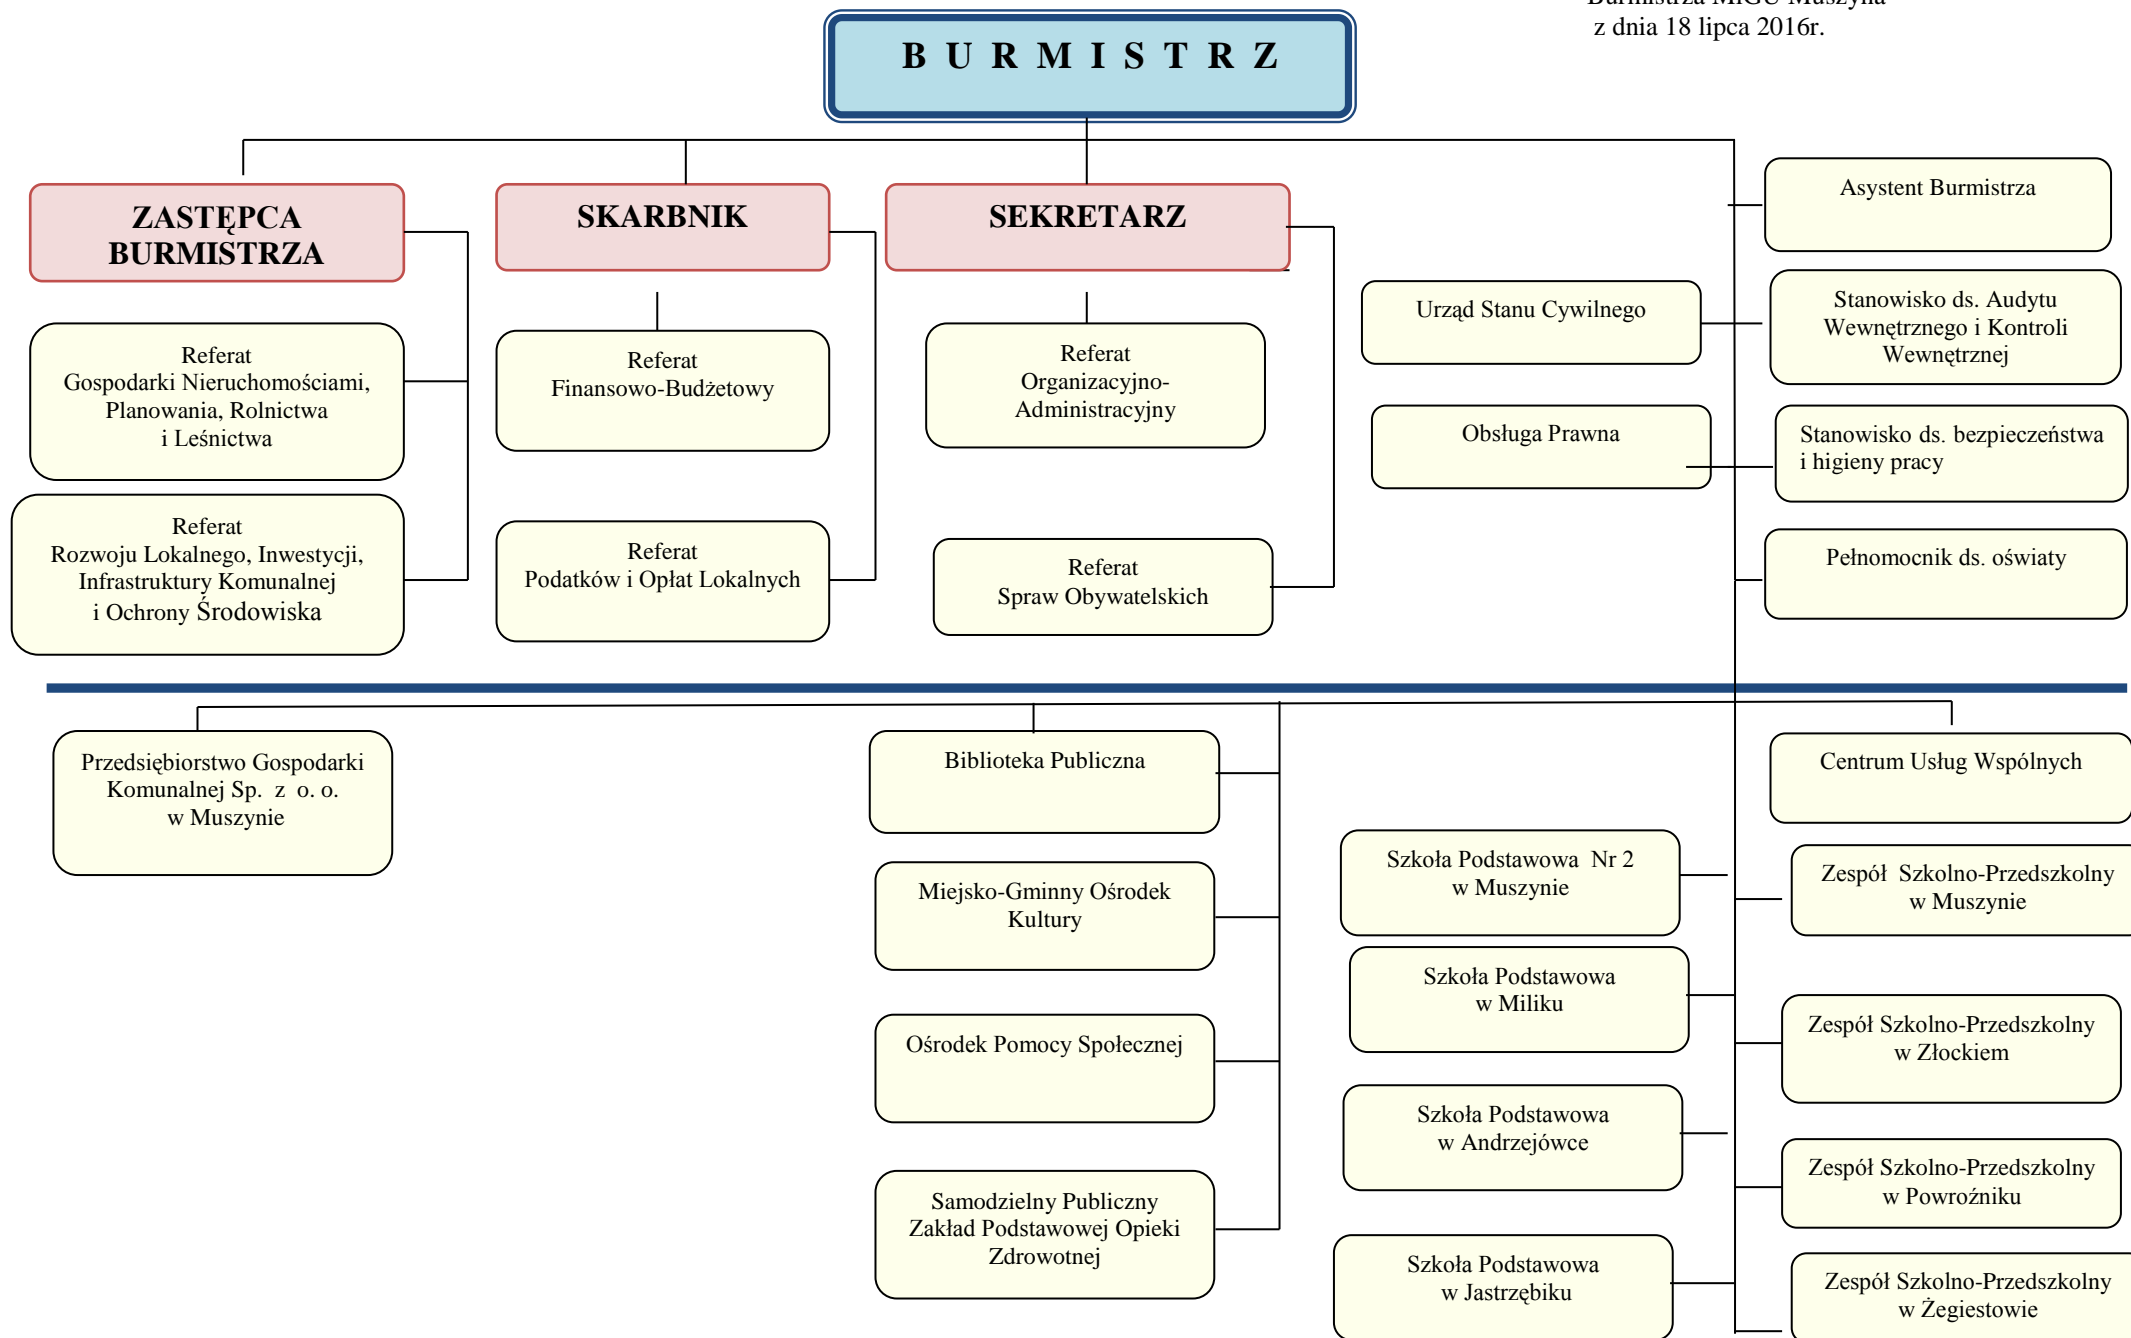 Burmistrza MiGU Muszyna
z dnia 18 lipca 2016r.
B U R M I S T R Z
ZASTĘPCA
BURMISTRZA
SKARBNIK
SEKRETARZ
Asystent Burmistrza
Urząd Stanu Cywilnego
Stanowisko ds. Audytu
Wewnętrznego i Kontroli
Wewnętrznej
Referat
Gospodarki Nieruchomościami,
Planowania, Rolnictwa
i Leśnictwa
Referat
Finansowo-Budżetowy
Referat
Organizacyjno-
Administracyjny
Obsługa Prawna
Stanowisko ds. bezpieczeństwa
i higieny pracy
Referat
Rozwoju Lokalnego, Inwestycji,
Infrastruktury Komunalnej
i Ochrony Środowiska
Referat
Podatków i Opłat Lokalnych
Referat
Spraw Obywatelskich
Pełnomocnik ds. oświaty
Przedsiębiorstwo Gospodarki
Komunalnej Sp. z o. o.
w Muszynie
Biblioteka Publiczna
Centrum Usług Wspólnych
Miejsko-Gminny Ośrodek
Kultury
Szkoła Podstawowa Nr 2
w Muszynie
Zespół Szkolno-Przedszkolny
w Muszynie
Szkoła Podstawowa
w Miliku
Ośrodek Pomocy Społecznej
Zespół Szkolno-Przedszkolny
w Złockiem
Szkoła Podstawowa
w Andrzejówce
Zespół Szkolno-Przedszkolny
w Powroźniku
Samodzielny Publiczny
Zakład Podstawowej Opieki
Zdrowotnej
Szkoła Podstawowa
w Jastrzębiku
Zespół Szkolno-Przedszkolny
w Żegiestowie